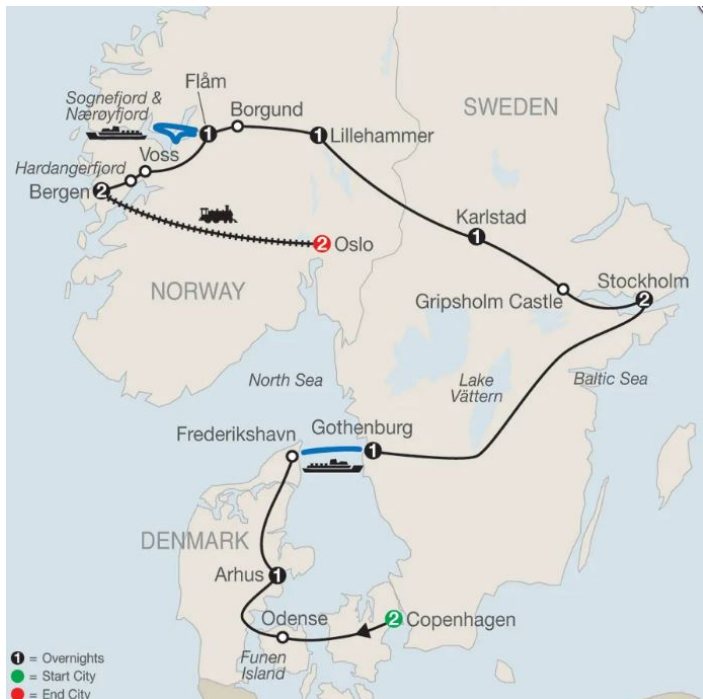 Flåm
Sognefjord &
Nærøyfjord
1
Borgund
1
Lillehammer
SWEDEN
Voss
Hardangerfjord
Bergen
2
2
Oslo
Karlstad
1
NORWAY
Gripsholm Castle
Stockholm
2
North Sea
Lake
Vättern
Baltic Sea
Gothenburg
1
Frederikshavn
DENMARK
Arhus
1
Odense
2
Copenhagen
Funen
Island
1 = Overnights
= Start City
= End City